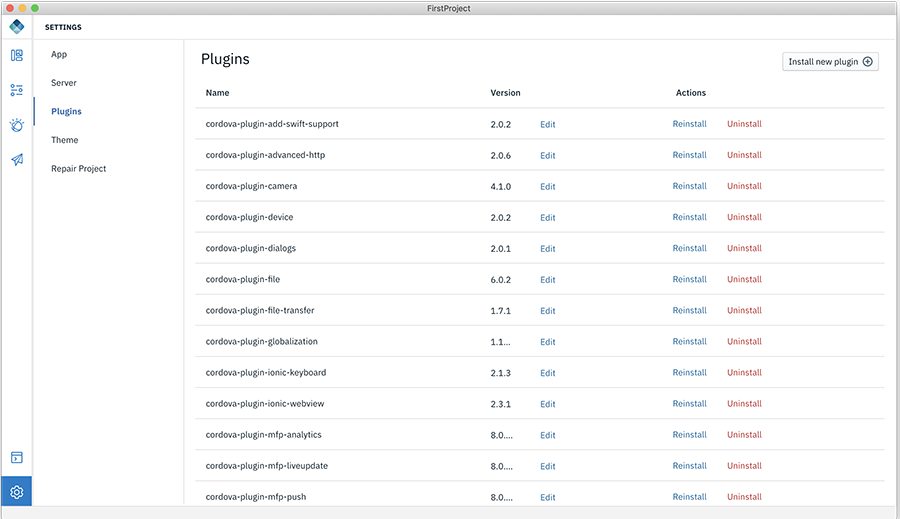 FirstProject
SETTINGS
App
Server
Plugins
Theme
Repair Project
Plugins
Install new plugin
Name Version Actions
cordova-plugin-add-swift-support 2.0.2 Edit Reinstall Uninstall
cordova-plugin-advanced-http 2.0.6 Edit Reinstall Uninstall
cordova-plugin-camera 4.1.0 Edit Reinstall Uninstall
cordova-plugin-device 2.0.2 Edit Reinstall Uninstall
cordova-plugin-dialogs 2.0.1 Edit Reinstall Uninstall
cordova-plugin-file 6.0.2 Edit Reinstall Uninstall
cordova-plugin-file-transfer 1.7.1 Edit Reinstall Uninstall
cordova-plugin-globalization 1.1... Edit Reinstall Uninstall
cordova-plugin-ionic-keyboard 2.1.3 Edit Reinstall Uninstall
cordova-plugin-ionic-webview 2.3.1 Edit Reinstall Uninstall
cordova-plugin-mfp-analytics 8.0.... Edit Reinstall Uninstall
cordova-plugin-mfp-liveupdate 8.0.... Edit Reinstall Uninstall
cordova-plugin-mfp-push 8.0.... Edit Reinstall Uninstall